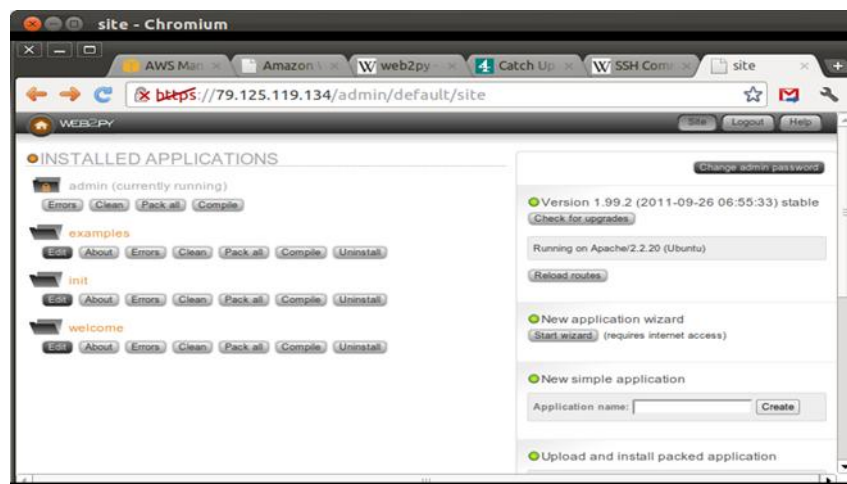 site - Chromium
AWS Man
Amazon
web2py -
Catch Up
SSH Com
site
https://79.125.119.134/admin/default/site
WEB2PY
Site Logout Help
INSTALLED APPLICATIONS
admin (currently running)
Errors Clean Pack all Compile
examples
Edit About Errors Clean Pack all Compile Uninstall
init
Edit About Errors Clean Pack all Compile Uninstall
welcome
Edit About Errors Clean Pack all Compile Uninstall
Change admin password
Version 1.99.2 (2011-09-26 06:55:33) stable
Check for upgrades
Running on Apache/2.2.20 (Ubuntu)
Reload routes
New application wizard
Start wizard (requires internet access)
New simple application
Application name: Create
Upload and install packed application